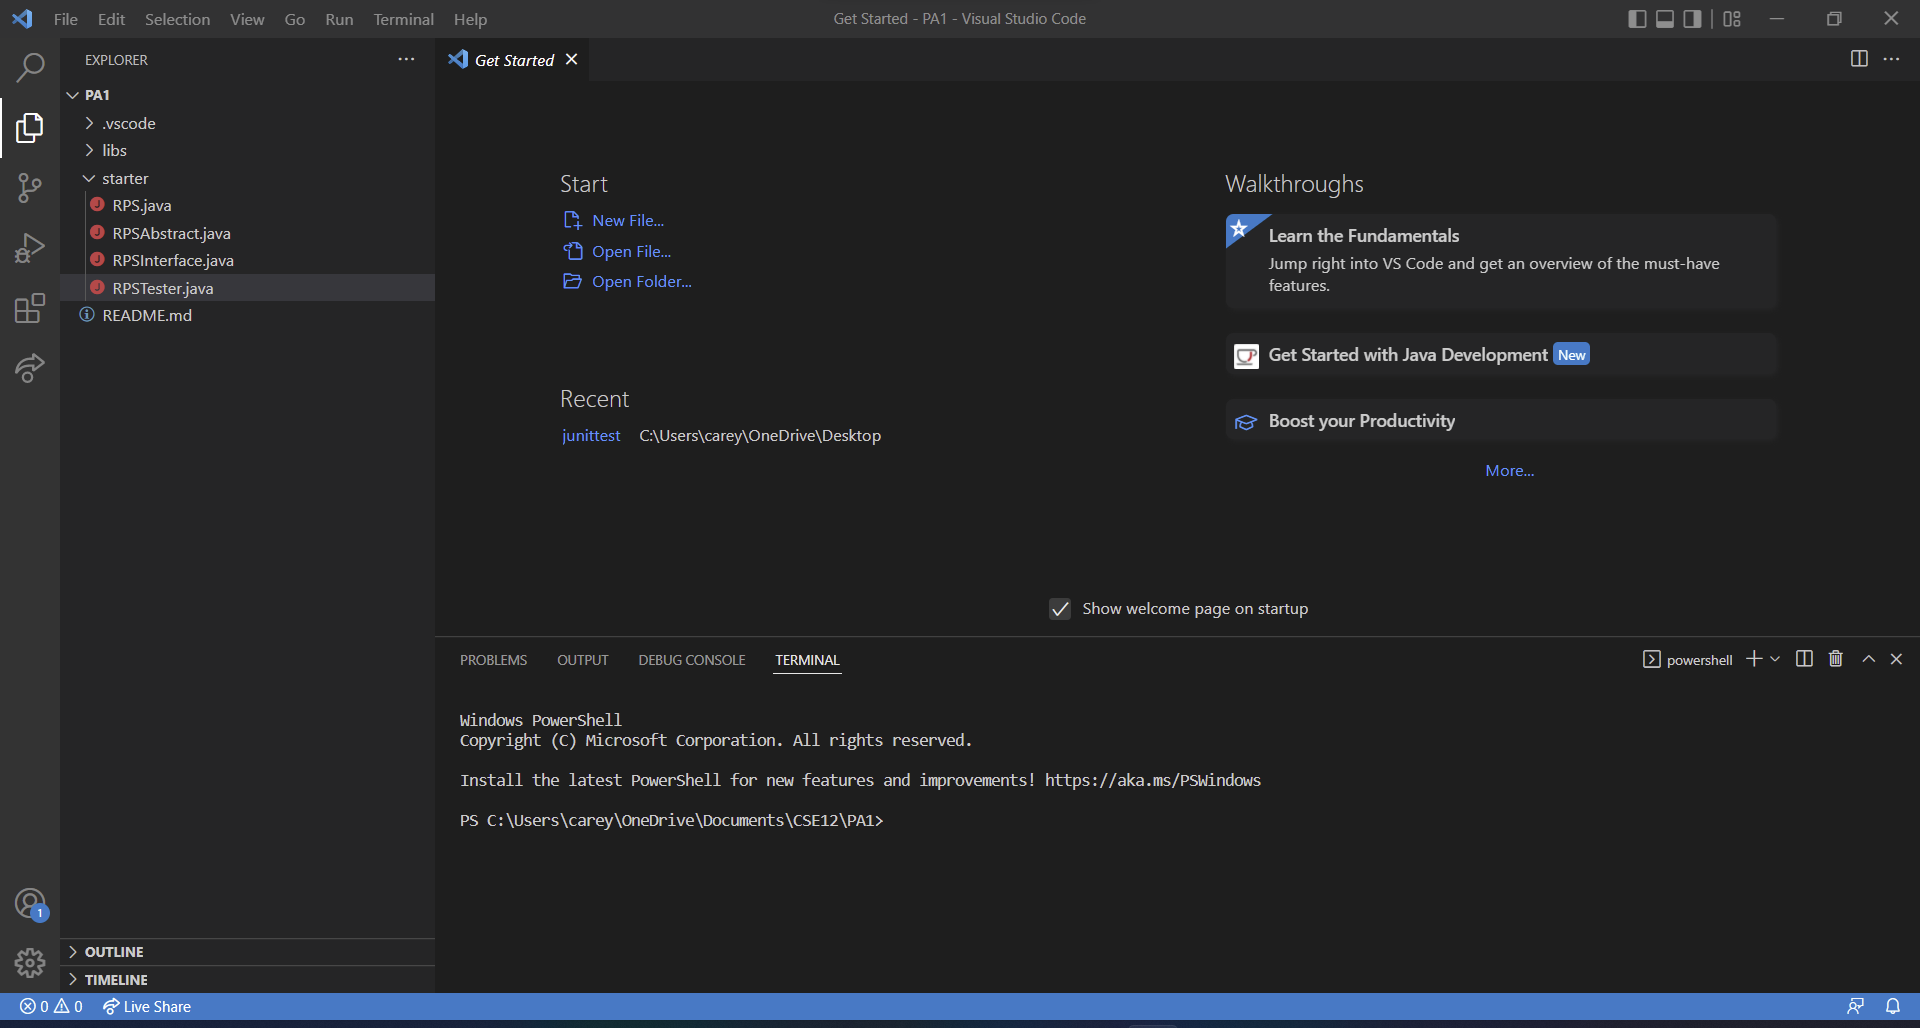 File Edit Selection View Go Run Terminal Help
Get Started - PA1 - Visual Studio Code
EXPLORER
PA1
.vscode
libs
starter
RPS.java
RPSAbstract.java
RPSInterface.java
RPSTester.java
README.md
OUTLINE
TIMELINE
Get Started
Start
New File...
Open File...
Open Folder...
Recent
junittest C:\Users\carey\OneDrive\Desktop
Walkthroughs
Learn the Fundamentals
Jump right into VS Code and get an overview of the must-have
features.
Get Started with Java Development New
Boost your Productivity
More...
Show welcome page on startup
PROBLEMS OUTPUT DEBUG CONSOLE TERMINAL
powershell
Windows PowerShell
Copyright (C) Microsoft Corporation. All rights reserved.
Install the latest PowerShell for new features and improvements! https://aka.ms/PSWindows
PS C:\Users\carey\OneDrive\Documents\CSE12\PA1>
1
0 0 Live Share